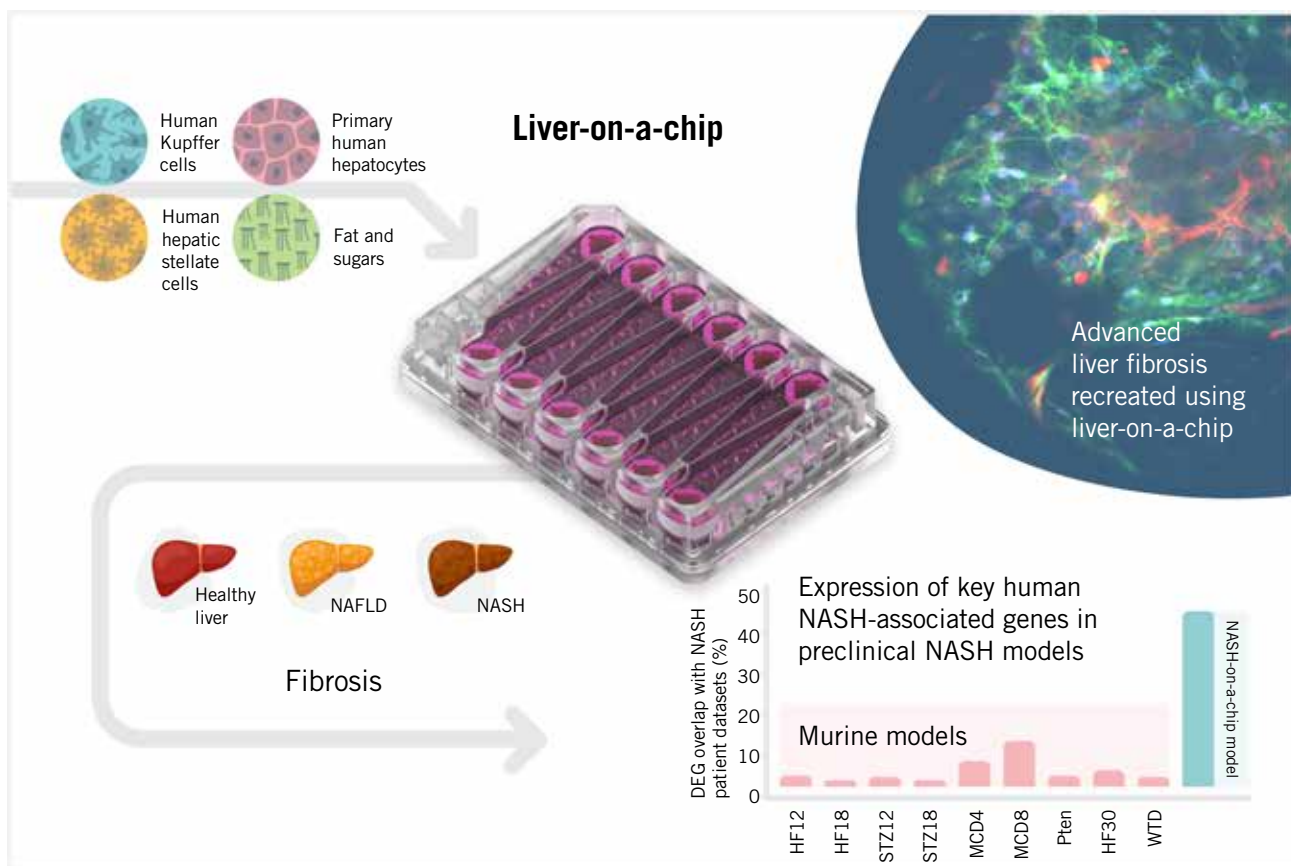 Human
Kupffer
cells
Primary
human
hepatocytes
Human
hepatic
stellate
cells
Fat and
sugars
Liver-on-a-chip
Advanced
liver fibrosis
recreated using
liver-on-a-chip
Healthy
liver
NAFLD
NASH
Fibrosis
Expression of key human
NASH-associated genes in
preclinical NASH models
DEG overlap with NASH
patient datasets (%)
50
40
30
20
10
0
Murine models
NASH-on-a-chip model
HF12
HF18
STZ12
STZ18
MCD4
MCD8
Pten
HF30
WTD